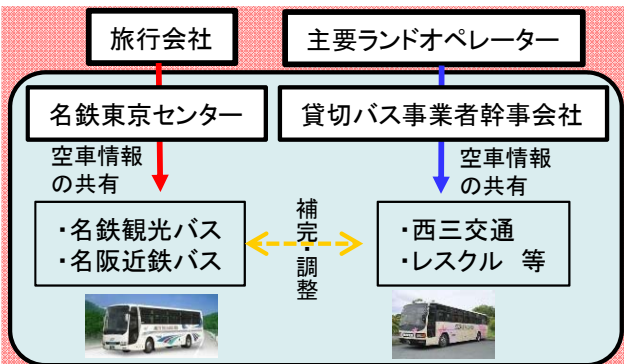 旅行会社
主要ランドオペレーター
名鉄東京センター
貸切バス事業者幹事会社
空車情報
の共有
空車情報
の共有
・名鉄観光バス
・名阪近鉄バス
補完・調整
・西三交通
・レスクル 等